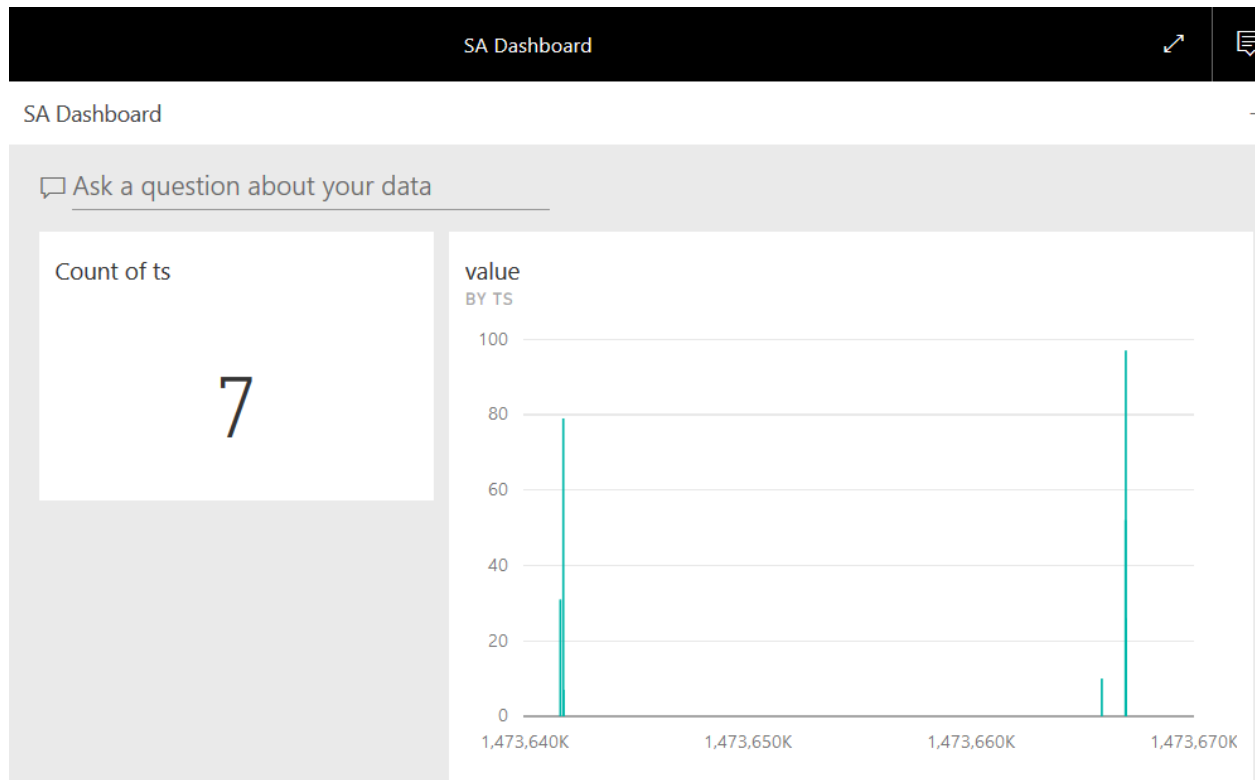 SA Dashboard
SA Dashboard
Ask a question about your data
Count of ts
7
value
BY TS
100
80
60
40
20
0
1,473,640K 1,473,650K 1,473,660K 1,473,670K